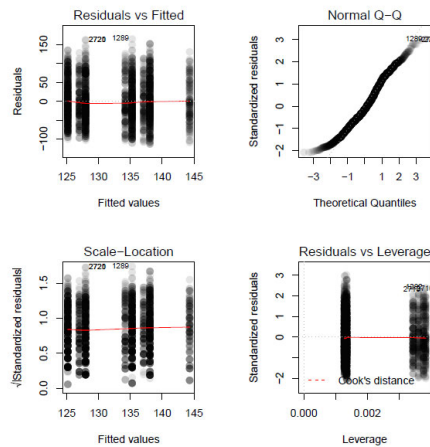 Residuals vs Fitted
Residuals
150
50
0
−100
2720
1289
125 130 135 140 145
Fitted values
Normal Q−Q
Standardized residuals
3
2
1
0
−1
−2
−3 −1 1 2 3
Theoretical Quantiles
Scale−Location
√|Standardized residuals|
1.5
1.0
0.5
0.0
2720
1289
125 130 135 140 145
Fitted values
Residuals vs Leverage
Standardized residuals
3
2
1
0
−2
Cook's distance
0.000 0.002
Leverage